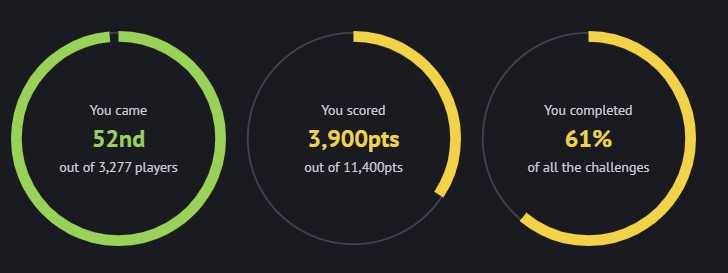 You came
52nd
out of 3,277 players
You scored
3,900pts
out of 11,400pts
You completed
61%
of all the challenges